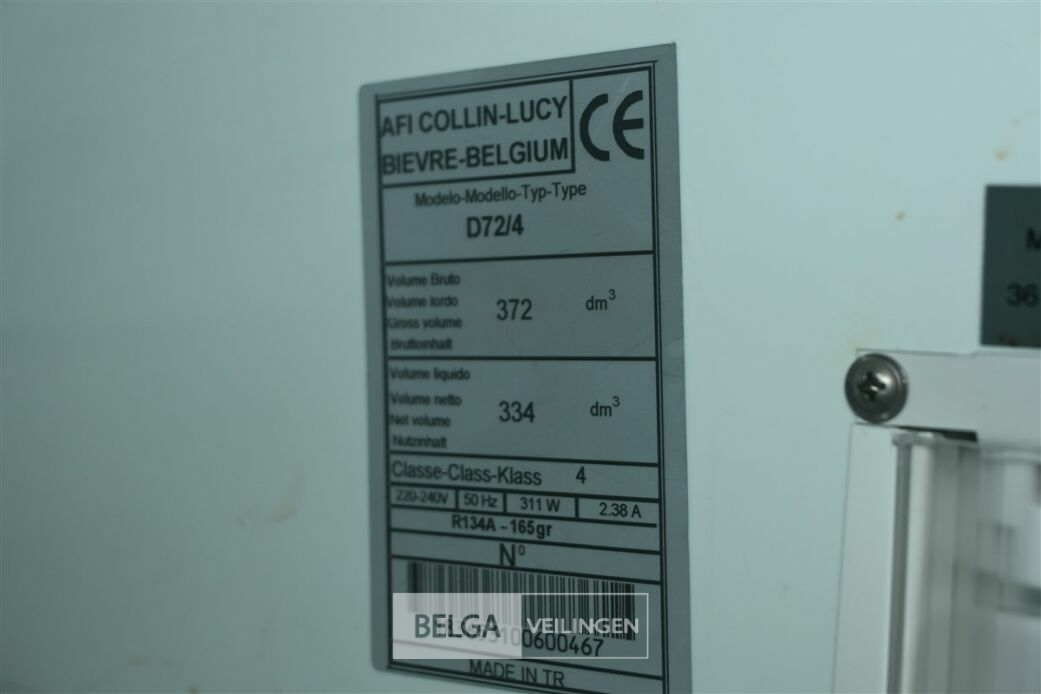 AFI COLLIN-LUCY
BIEVRE-BELGIUM
CE
Modelo-Modello-Typ-Type
D72/4
Volume Bruto
Volume lordo
Gross volume
Bruttoinhalt
372 dm³
Volume liquido
Volume netto
Net volume
Nutzinhalt
334 dm³
Classe-Class-Klass 4
220-240V 50 Hz 311 W 2.38 A
R134A - 165gr
N°
100600467
MADE IN TR
BELGA VEILINGEN
36